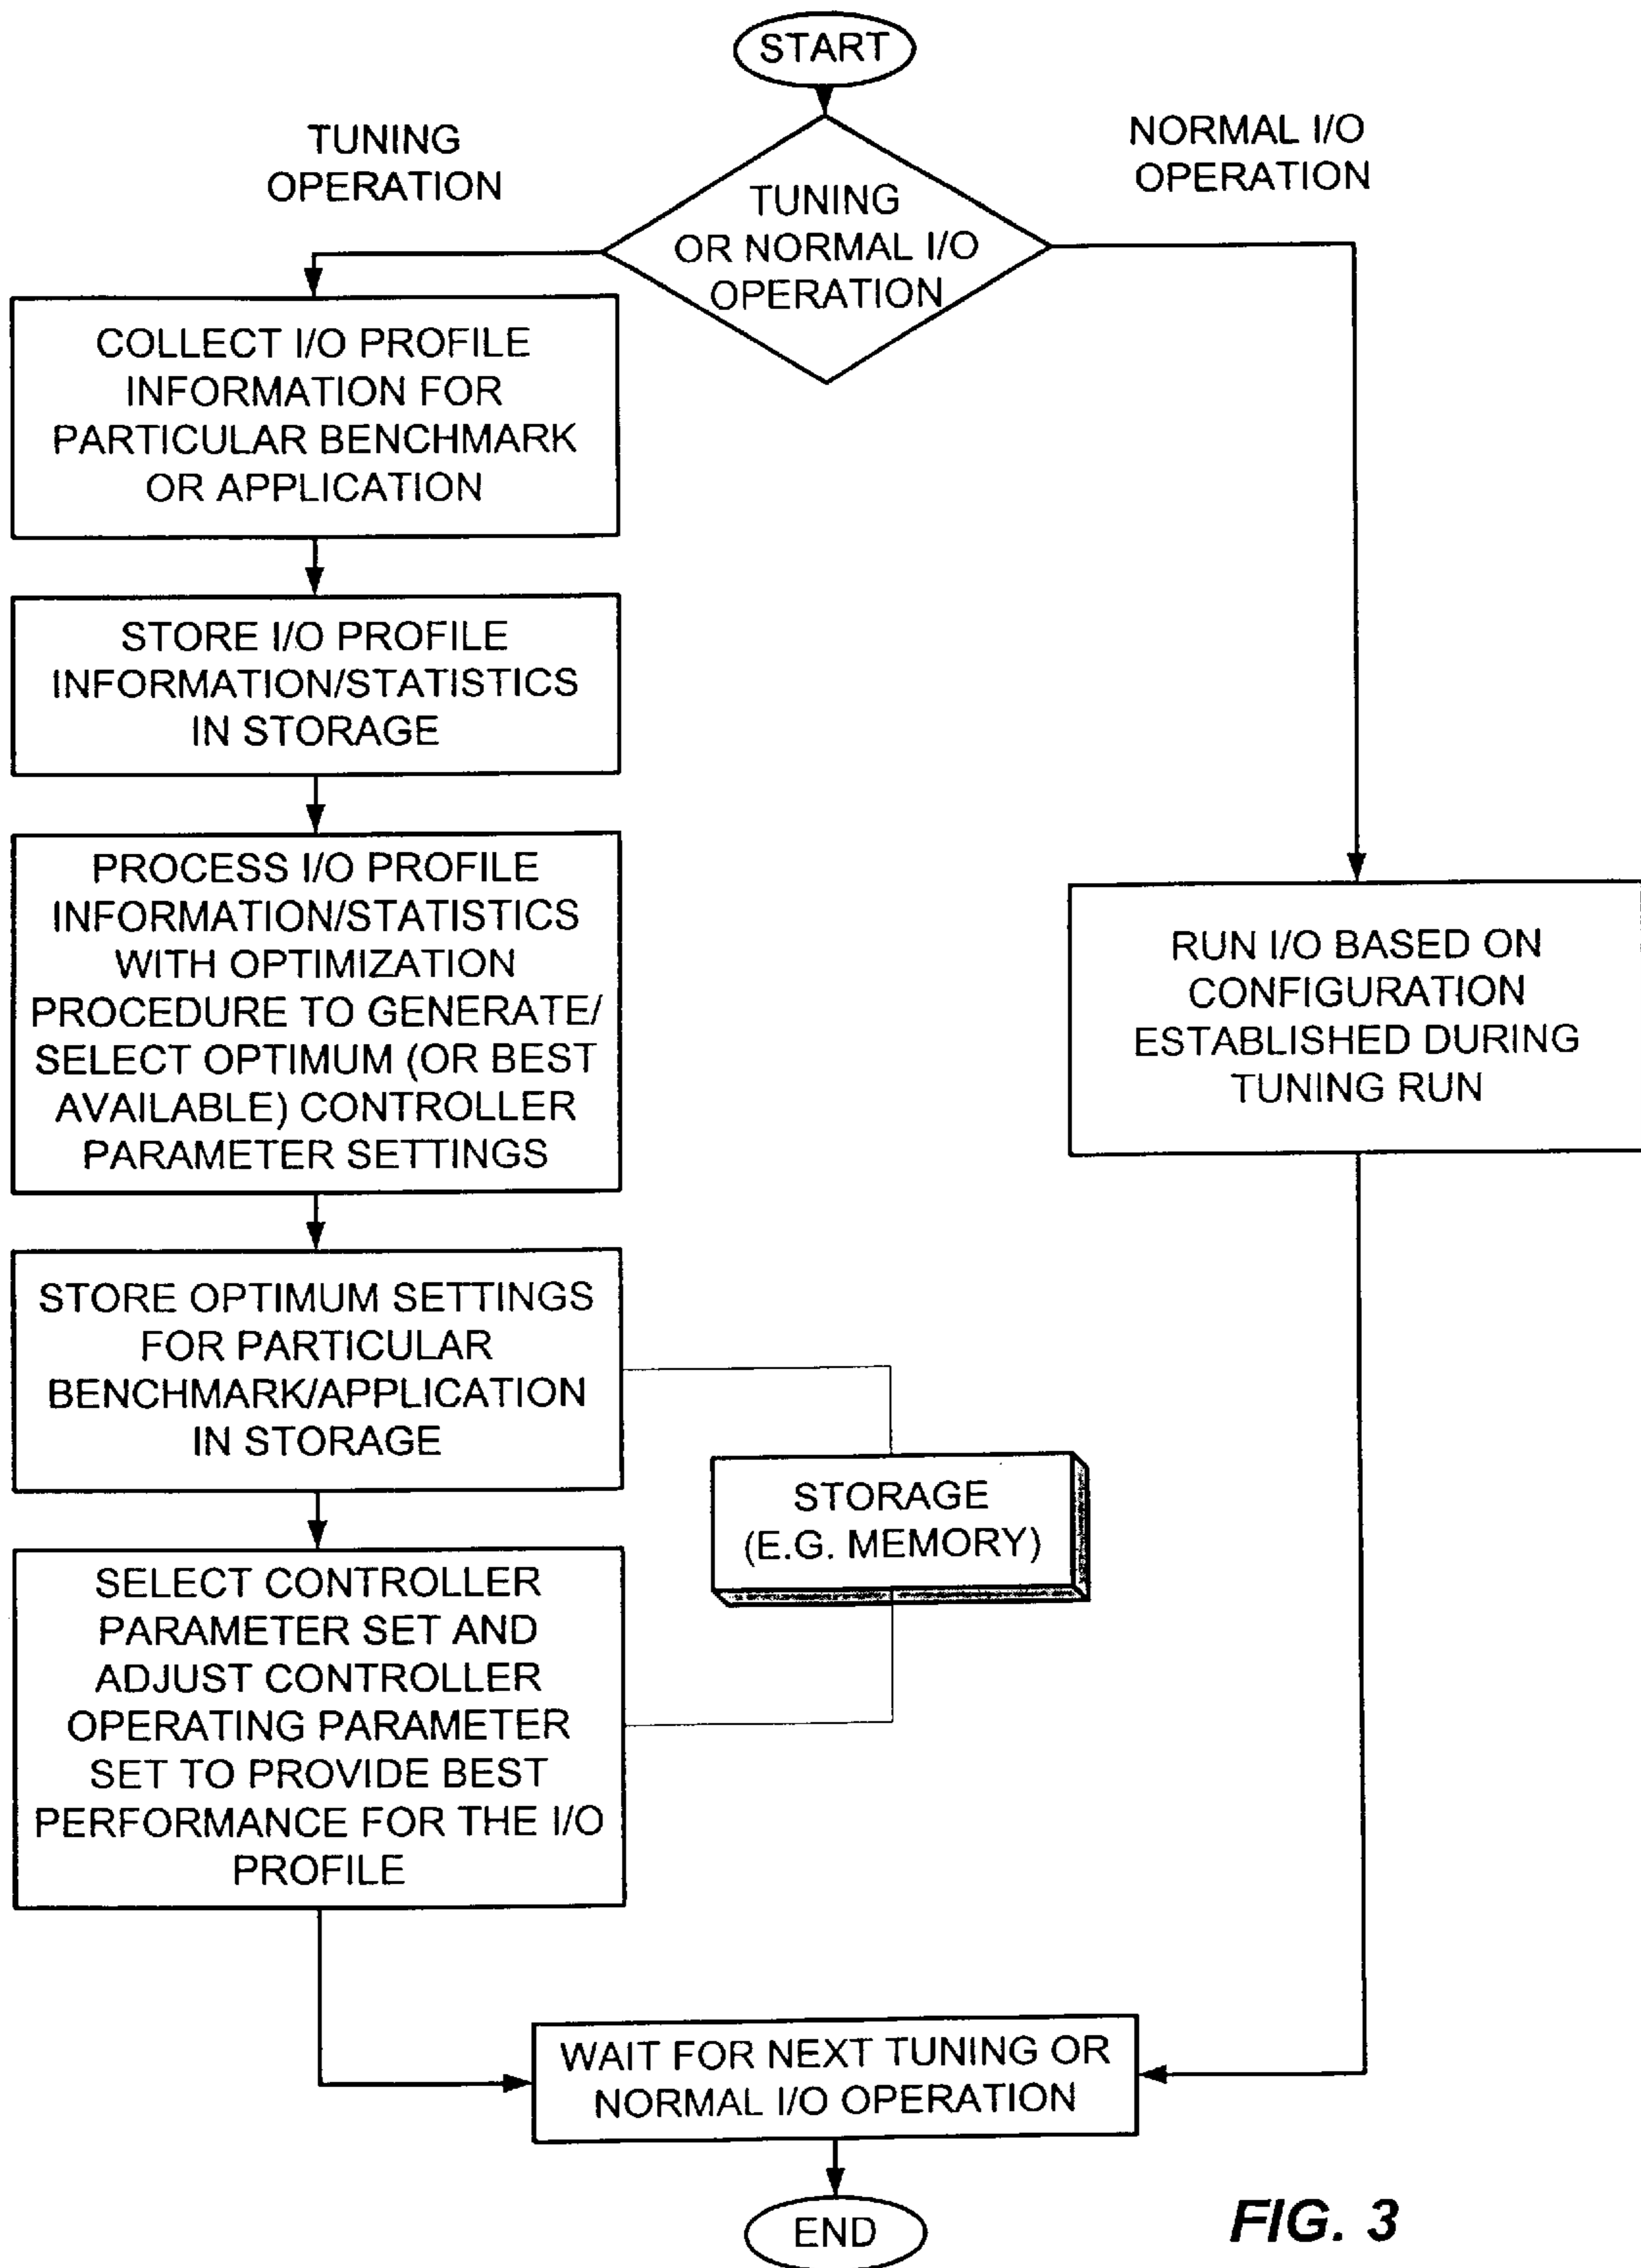 START
TUNING
OPERATION
NORMAL I/O
OPERATION
TUNING
OR NORMAL I/O
OPERATION
COLLECT I/O PROFILE
INFORMATION FOR
PARTICULAR BENCHMARK
OR APPLICATION
STORE I/O PROFILE
INFORMATION/STATISTICS
IN STORAGE
PROCESS I/O PROFILE
INFORMATION/STATISTICS
WITH OPTIMIZATION
PROCEDURE TO GENERATE/
SELECT OPTIMUM (OR BEST
AVAILABLE) CONTROLLER
PARAMETER SETTINGS
RUN I/O BASED ON
CONFIGURATION
ESTABLISHED DURING
TUNING RUN
STORE OPTIMUM SETTINGS
FOR PARTICULAR
BENCHMARK/APPLICATION
IN STORAGE
STORAGE
(E.G. MEMORY)
SELECT CONTROLLER
PARAMETER SET AND
ADJUST CONTROLLER
OPERATING PARAMETER
SET TO PROVIDE BEST
PERFORMANCE FOR THE I/O
PROFILE
WAIT FOR NEXT TUNING OR
NORMAL I/O OPERATION
END
FIG. 3